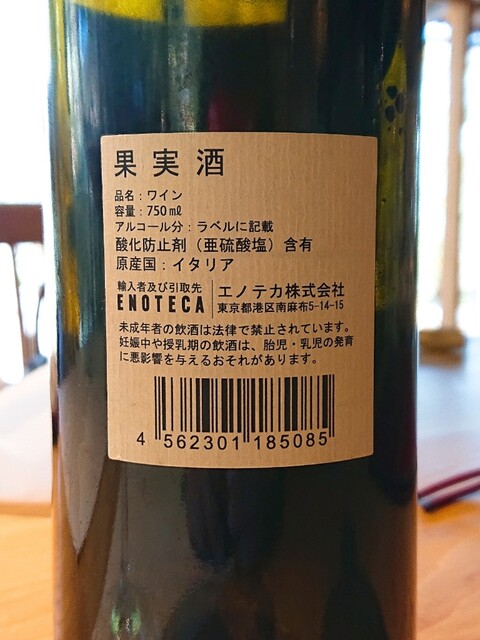 果実酒
品名：ワイン
容量：750㎖
アルコール分：ラベルに記載
酸化防止剤（亜硫酸塩）含有
原産国：イタリア
輸入者及び引取先
ENOTECA
エノテカ株式会社
東京都港区南麻布5-14-15
未成年者の飲酒は法律で禁止されています。
妊娠中や授乳期の飲酒は、胎児・乳児の発育
に悪影響を与えるおそれがあります。
4 562301 185085